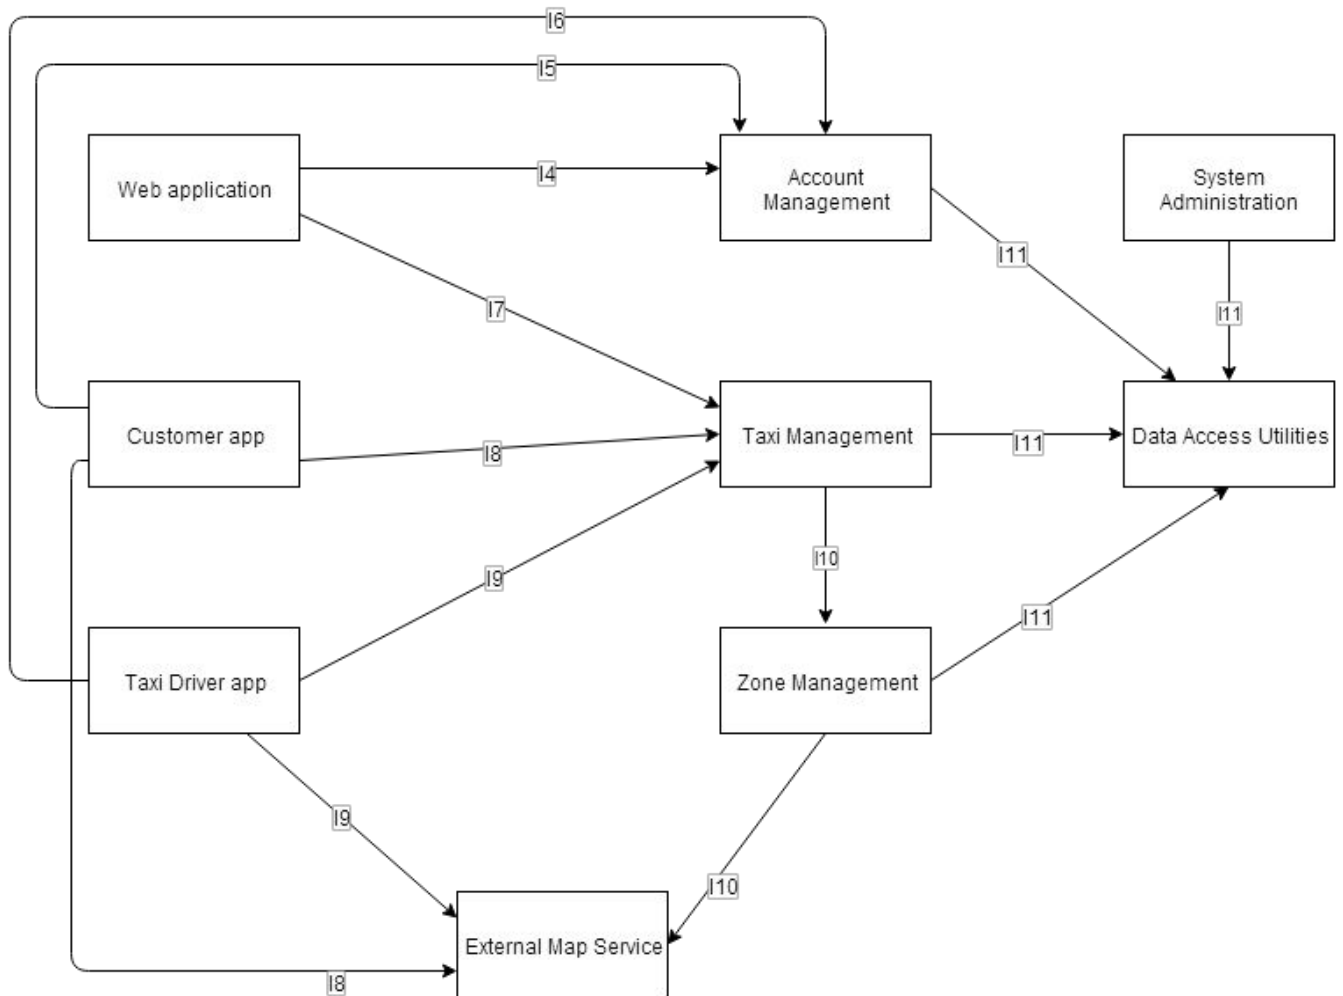 I6
I5
Web application
I4
Account
Management
System
Administration
I11
I11
I7
Customer app
I8
Taxi Management
I11
Data Access Utilities
I9
I10
I11
Taxi Driver app
Zone Management
I9
I10
External Map Service
I8